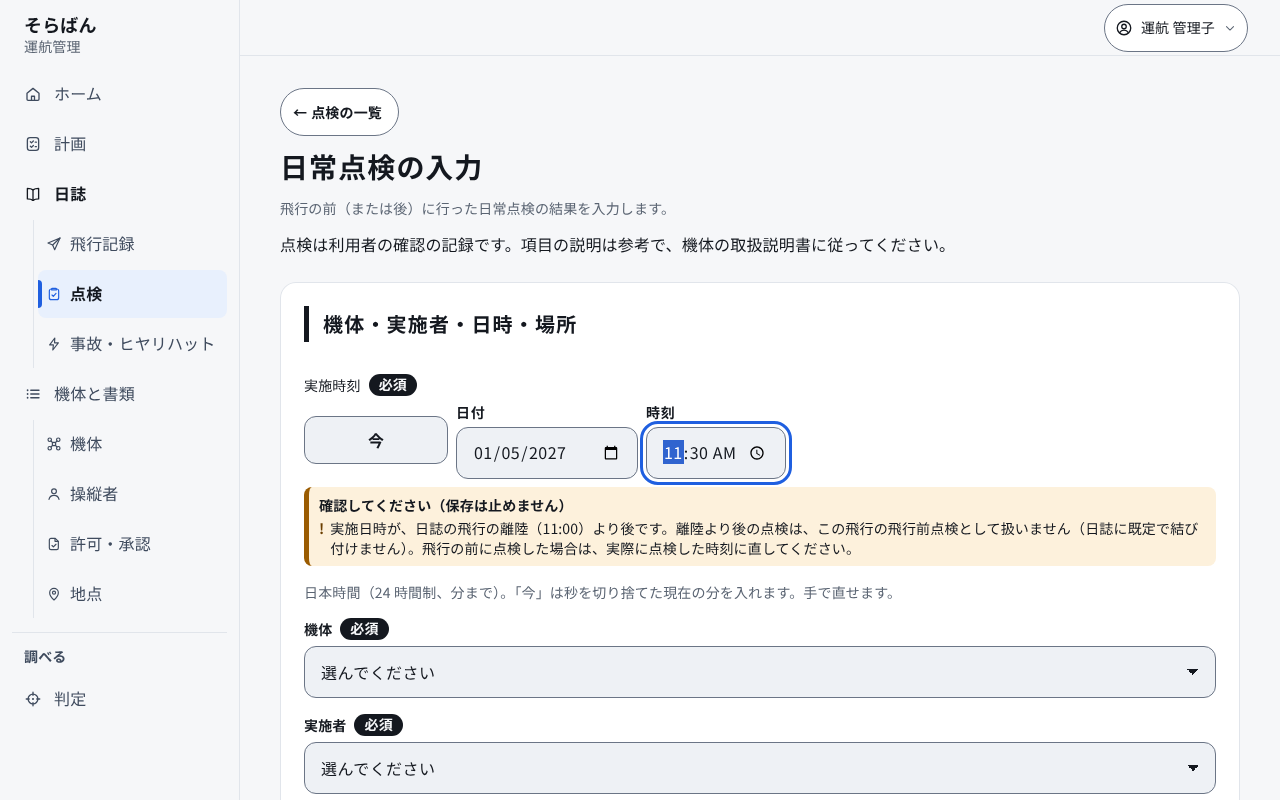 そらばん
運航管理
ホーム
計画
日誌
飛行記録
点検
事故・ヒヤリハット
機体と書類
機体
操縦者
許可・承認
地点
調べる
判定
運航 管理子
← 点検の一覧
日常点検の入力
飛行の前（または後）に行った日常点検の結果を入力します。
点検は利用者の確認の記録です。項目の説明は参考で、機体の取扱説明書に従ってください。
機体・実施者・日時・場所
実施時刻 必須
日付
時刻
今
01/05/2027
11:30 AM
確認してください（保存は止めません）
! 実施日時が、日誌の飛行の離陸（11:00）より後です。離陸より後の点検は、この飛行の飛行前点検として扱いません（日誌に既定で結び
付けません）。飛行の前に点検した場合は、実際に点検した時刻に直してください。
日本時間（24 時間制、分まで）。「今」は秒を切り捨てた現在の分を入れます。手で直せます。
機体 必須
選んでください
実施者 必須
選んでください